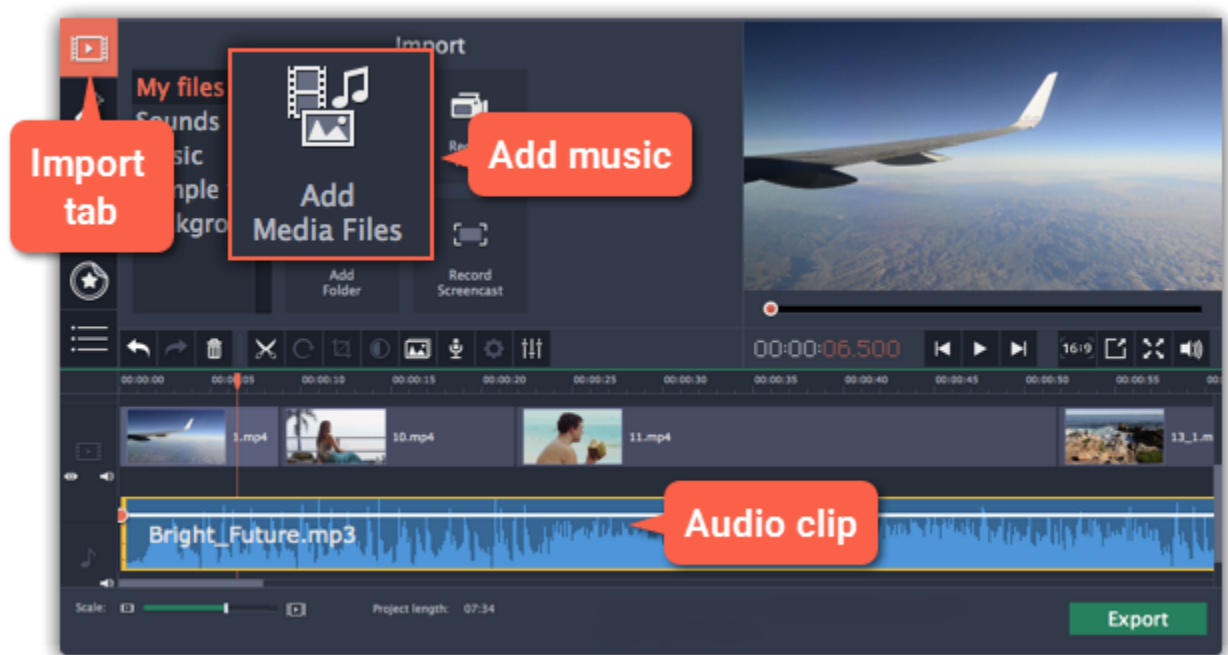 Import
My files
Sounds
Import
tab
Add
Media Files
Add music
Add
Folder
Record
Screencast
00:00:06.500
16:9
00:00:00
00:00:10
00:00:15
00:00:20
00:00:25
00:00:30
00:00:35
00:00:40
00:00:45
00:00:50
00:00:55
1.mp4
10.mp4
11.mp4
13_1.m
Bright_Future.mp3
Audio clip
Scale:
Project length: 07:34
Export